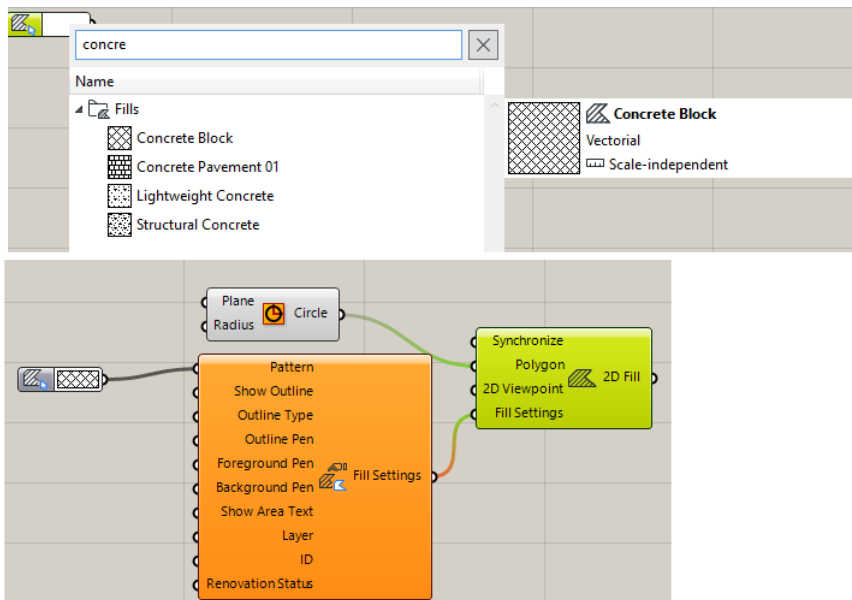 concre
Name
Fills
Concrete Block
Concrete Pavement 01
Lightweight Concrete
Structural Concrete
Concrete Block
Vectorial
Scale-independent
Plane
Radius
Circle
Pattern
Show Outline
Outline Type
Outline Pen
Foreground Pen
Background Pen
Show Area Text
Layer
ID
Renovation Status
Fill Settings
Synchronize
Polygon
2D Viewpoint
Fill Settings
2D Fill